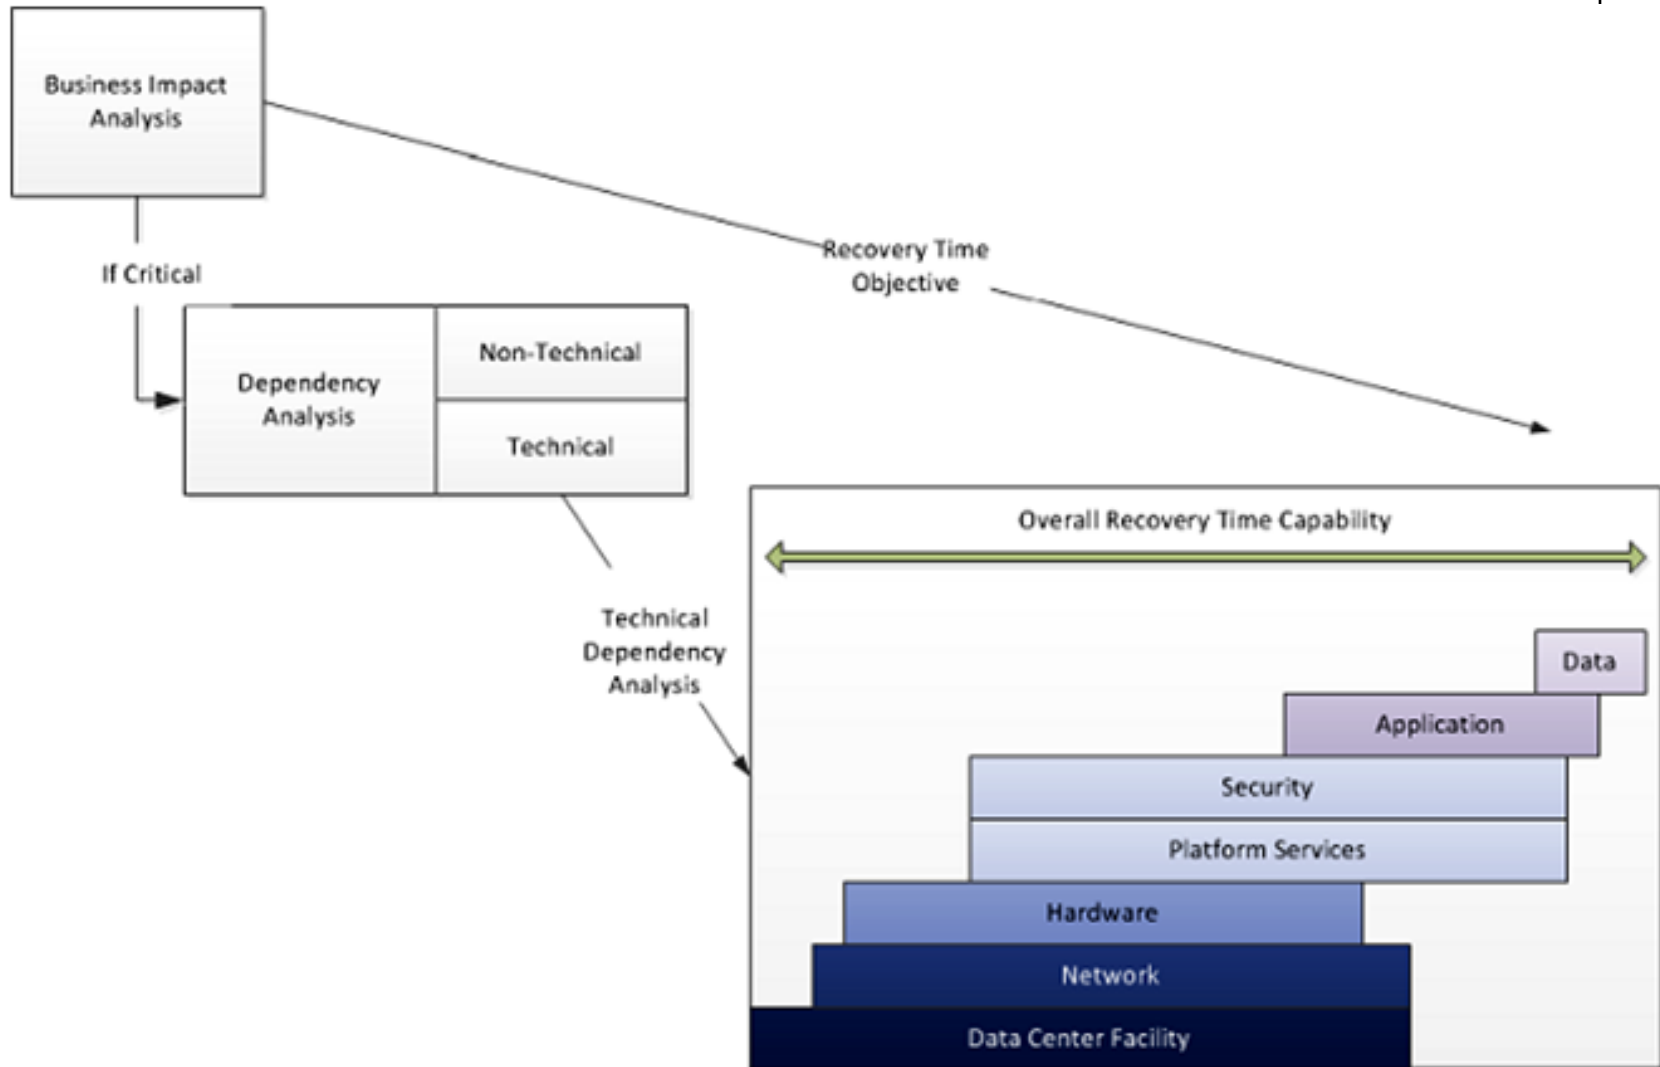 Business Impact
Analysis
If Critical
Recovery Time
Objective
Dependency
Analysis
Non-Technical
Technical
Technical
Dependency
Analysis
Overall Recovery Time Capability
Data
Application
Security
Platform Services
Hardware
Network
Data Center Facility